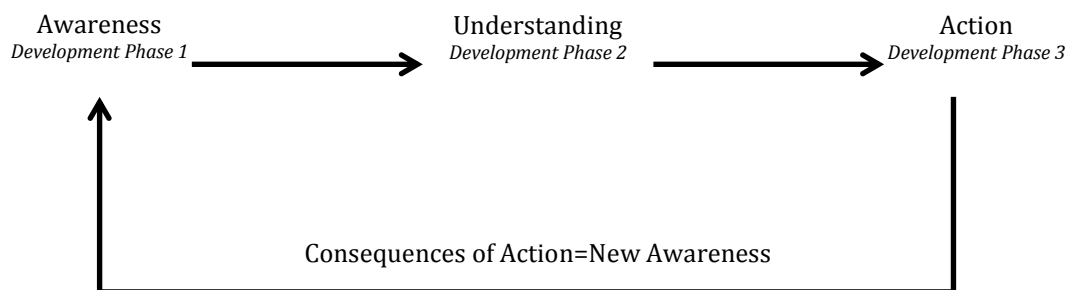 Awareness
Development Phase 1
Understanding
Development Phase 2
Action
Development Phase 3
Consequences of Action=New Awareness